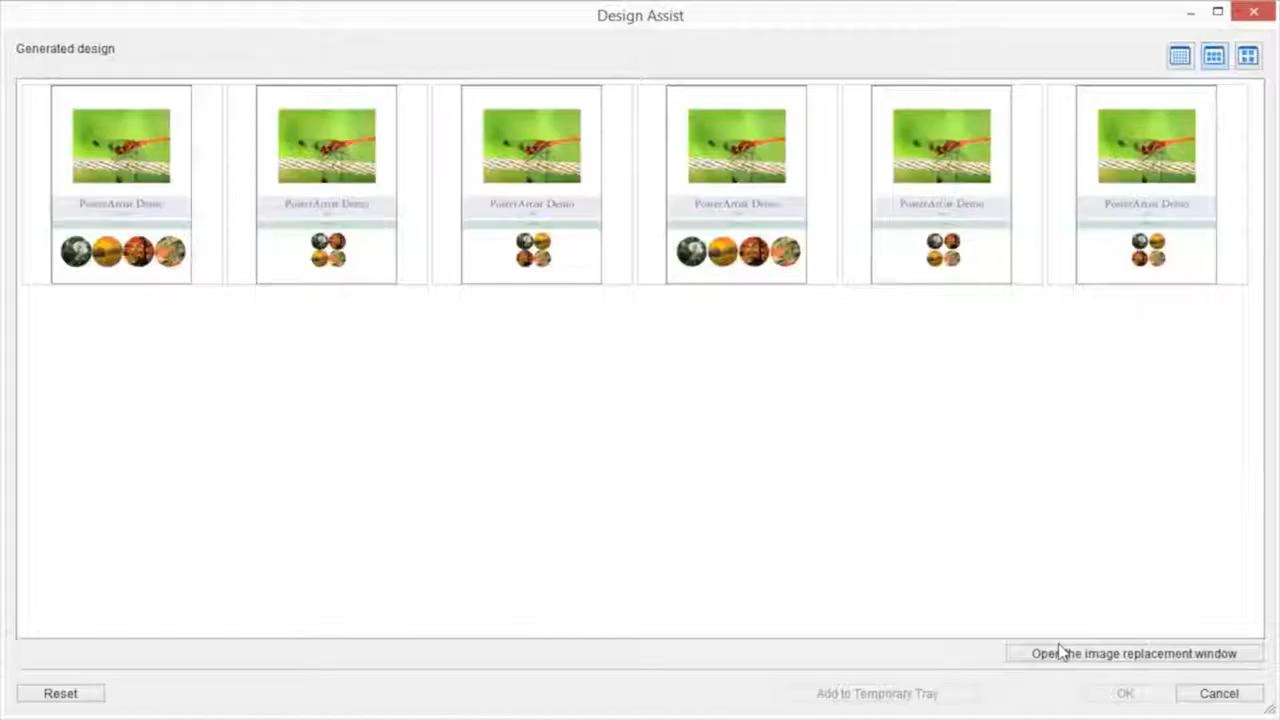 Design Assist
Generated design
PowerArtist Demo
PowerArtist Demo
PowerArtist Demo
PowerArtist Demo
PowerArtist Demo
PowerArtist Demo
Open the image replacement window
Reset
Add to Temporary Tray
OK
Cancel